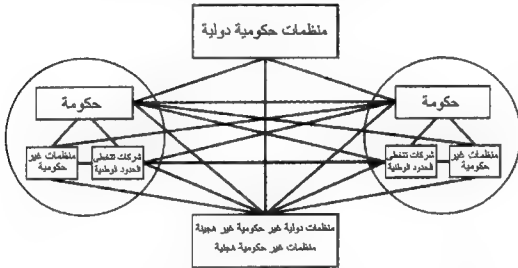 منظمات حكومية دولية
حكومة
حكومة
منظمات غير
حكومية
شركات تتخطى
الحدود الوطنية
شركات تتخطى
الحدود الوطنية
منظمات غير
حكومية
منظمات دولية غير حكومية غير هجينة
منظمات غير حكومية هجنية